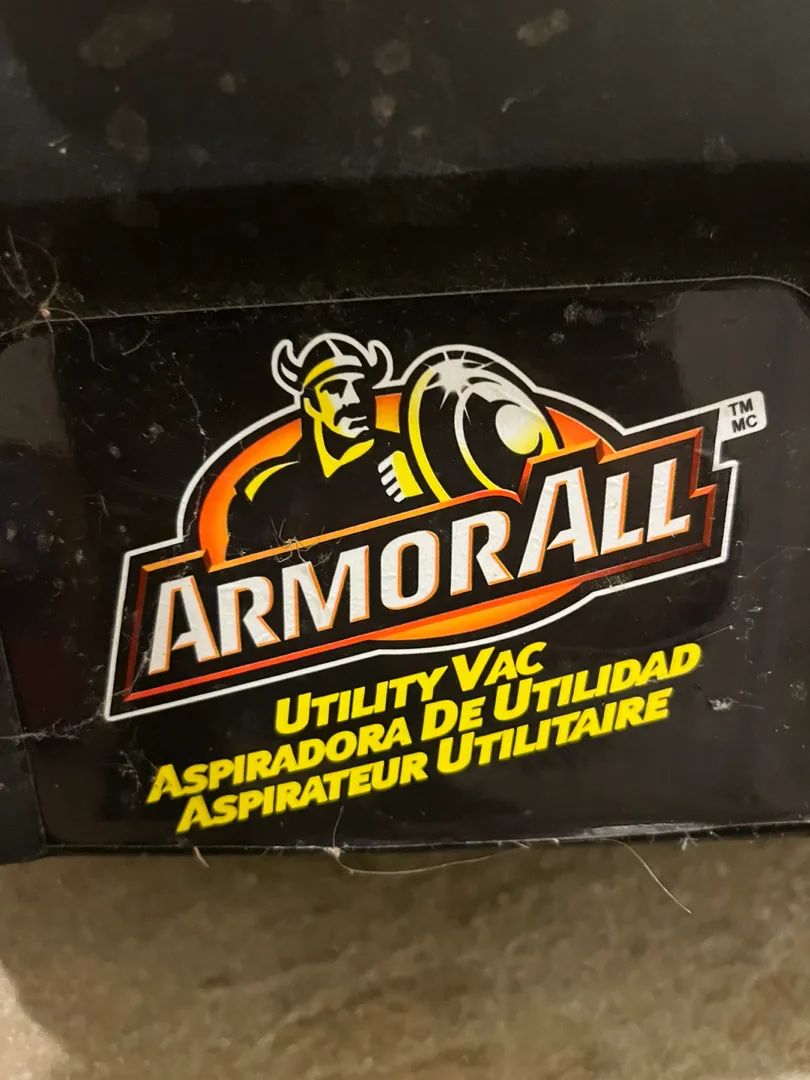 TM
MC
ARMORALL
UTILITY VAC
ASPIRADORA DE UTILIDAD
ASPIRATEUR UTILITAIRE